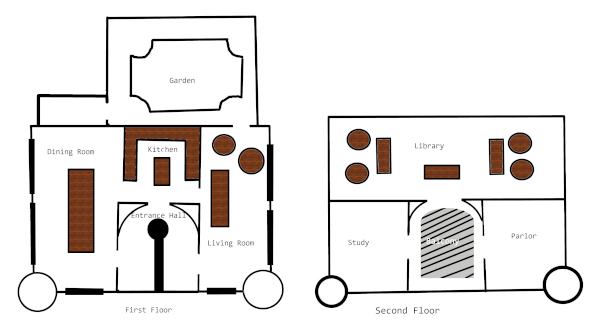 Garden
Dining Room
Kitchen
Entrance Hall
Living Room
First Floor
Library
Study
Balcony
Parlor
Second Floor